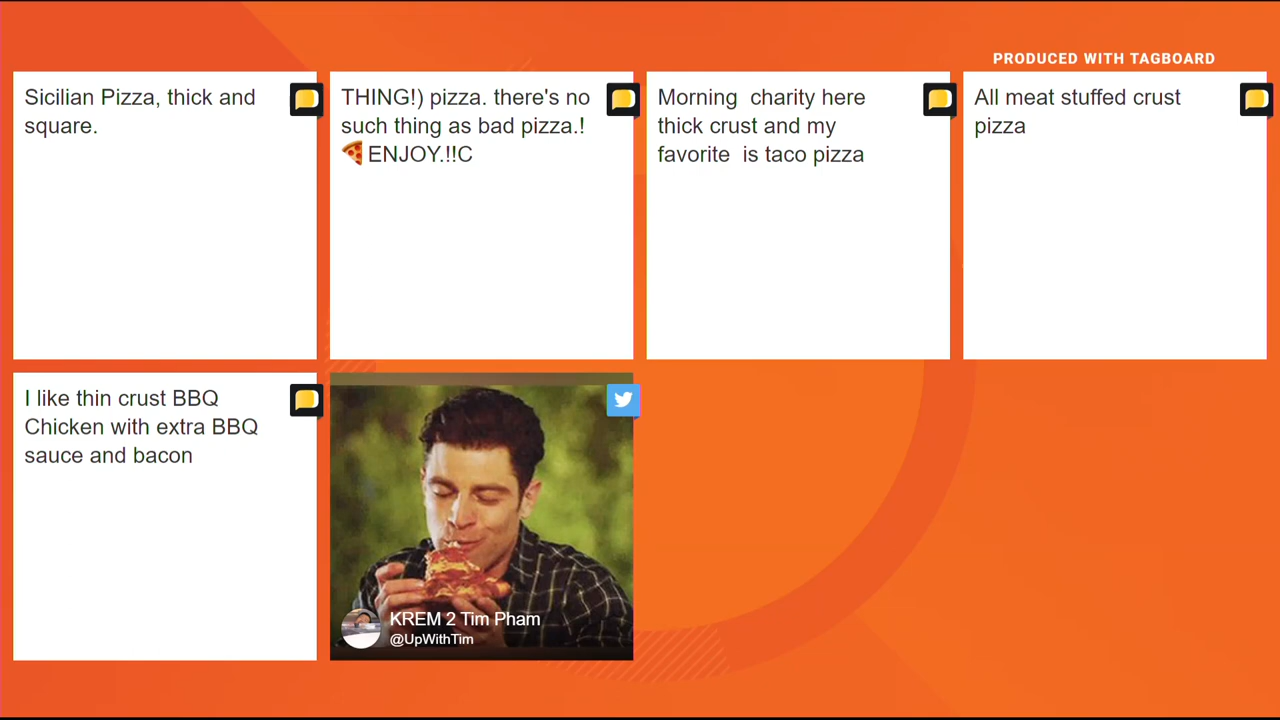 PRODUCED WITH TAGBOARD
Sicilian Pizza, thick and
square.
THING!) pizza. there's no
such thing as bad pizza.!
🍕ENJOY.!!C
Morning  charity here
thick crust and my
favorite  is taco pizza
All meat stuffed crust
pizza
I like thin crust BBQ
Chicken with extra BBQ
sauce and bacon
KREM 2 Tim Pham
@UpWithTim